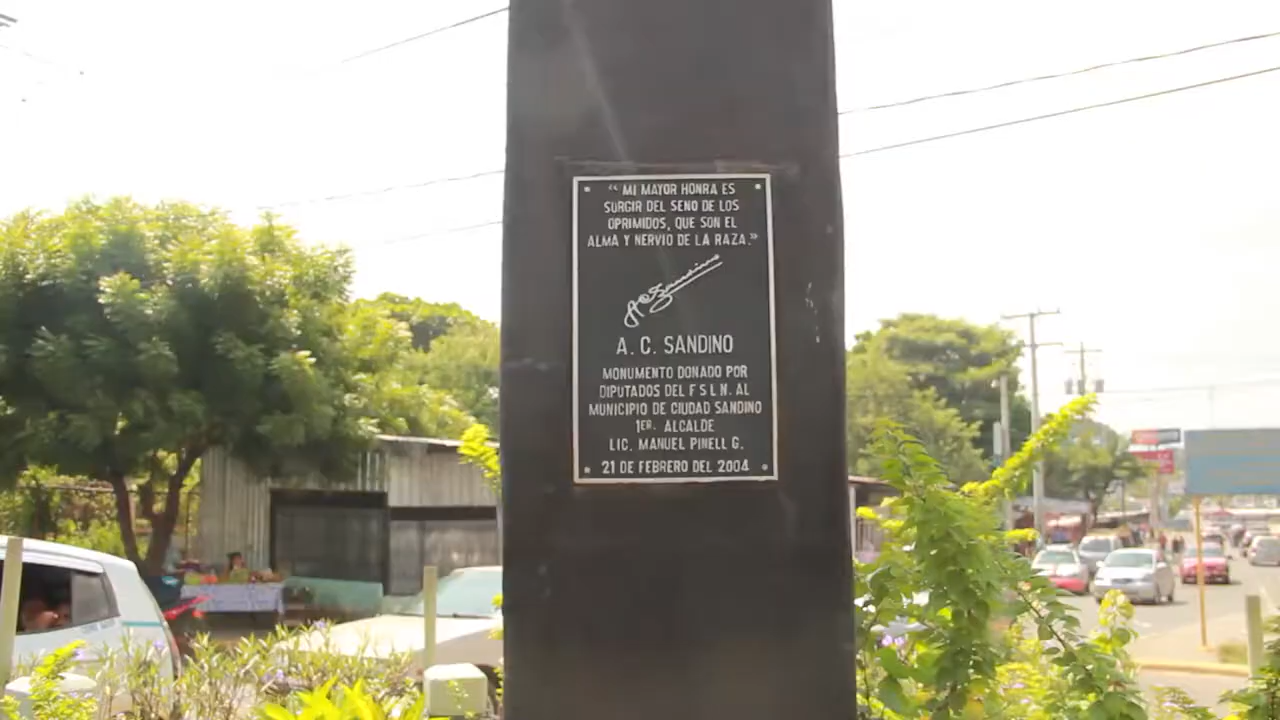 “ MI MAYOR HONRA ES
SURGIR DEL SENO DE LOS
OPRIMIDOS, QUE SON EL
ALMA Y NERVIO DE LA RAZA.”
A C Sandino
A. C. SANDINO
MONUMENTO DONADO POR
DIPUTADOS DEL F S L N. AL
MUNICIPIO DE CIUDAD SANDINO
1ER. ALCALDE
LIC. MANUEL PINELL G.
21 DE FEBRERO DEL 2004